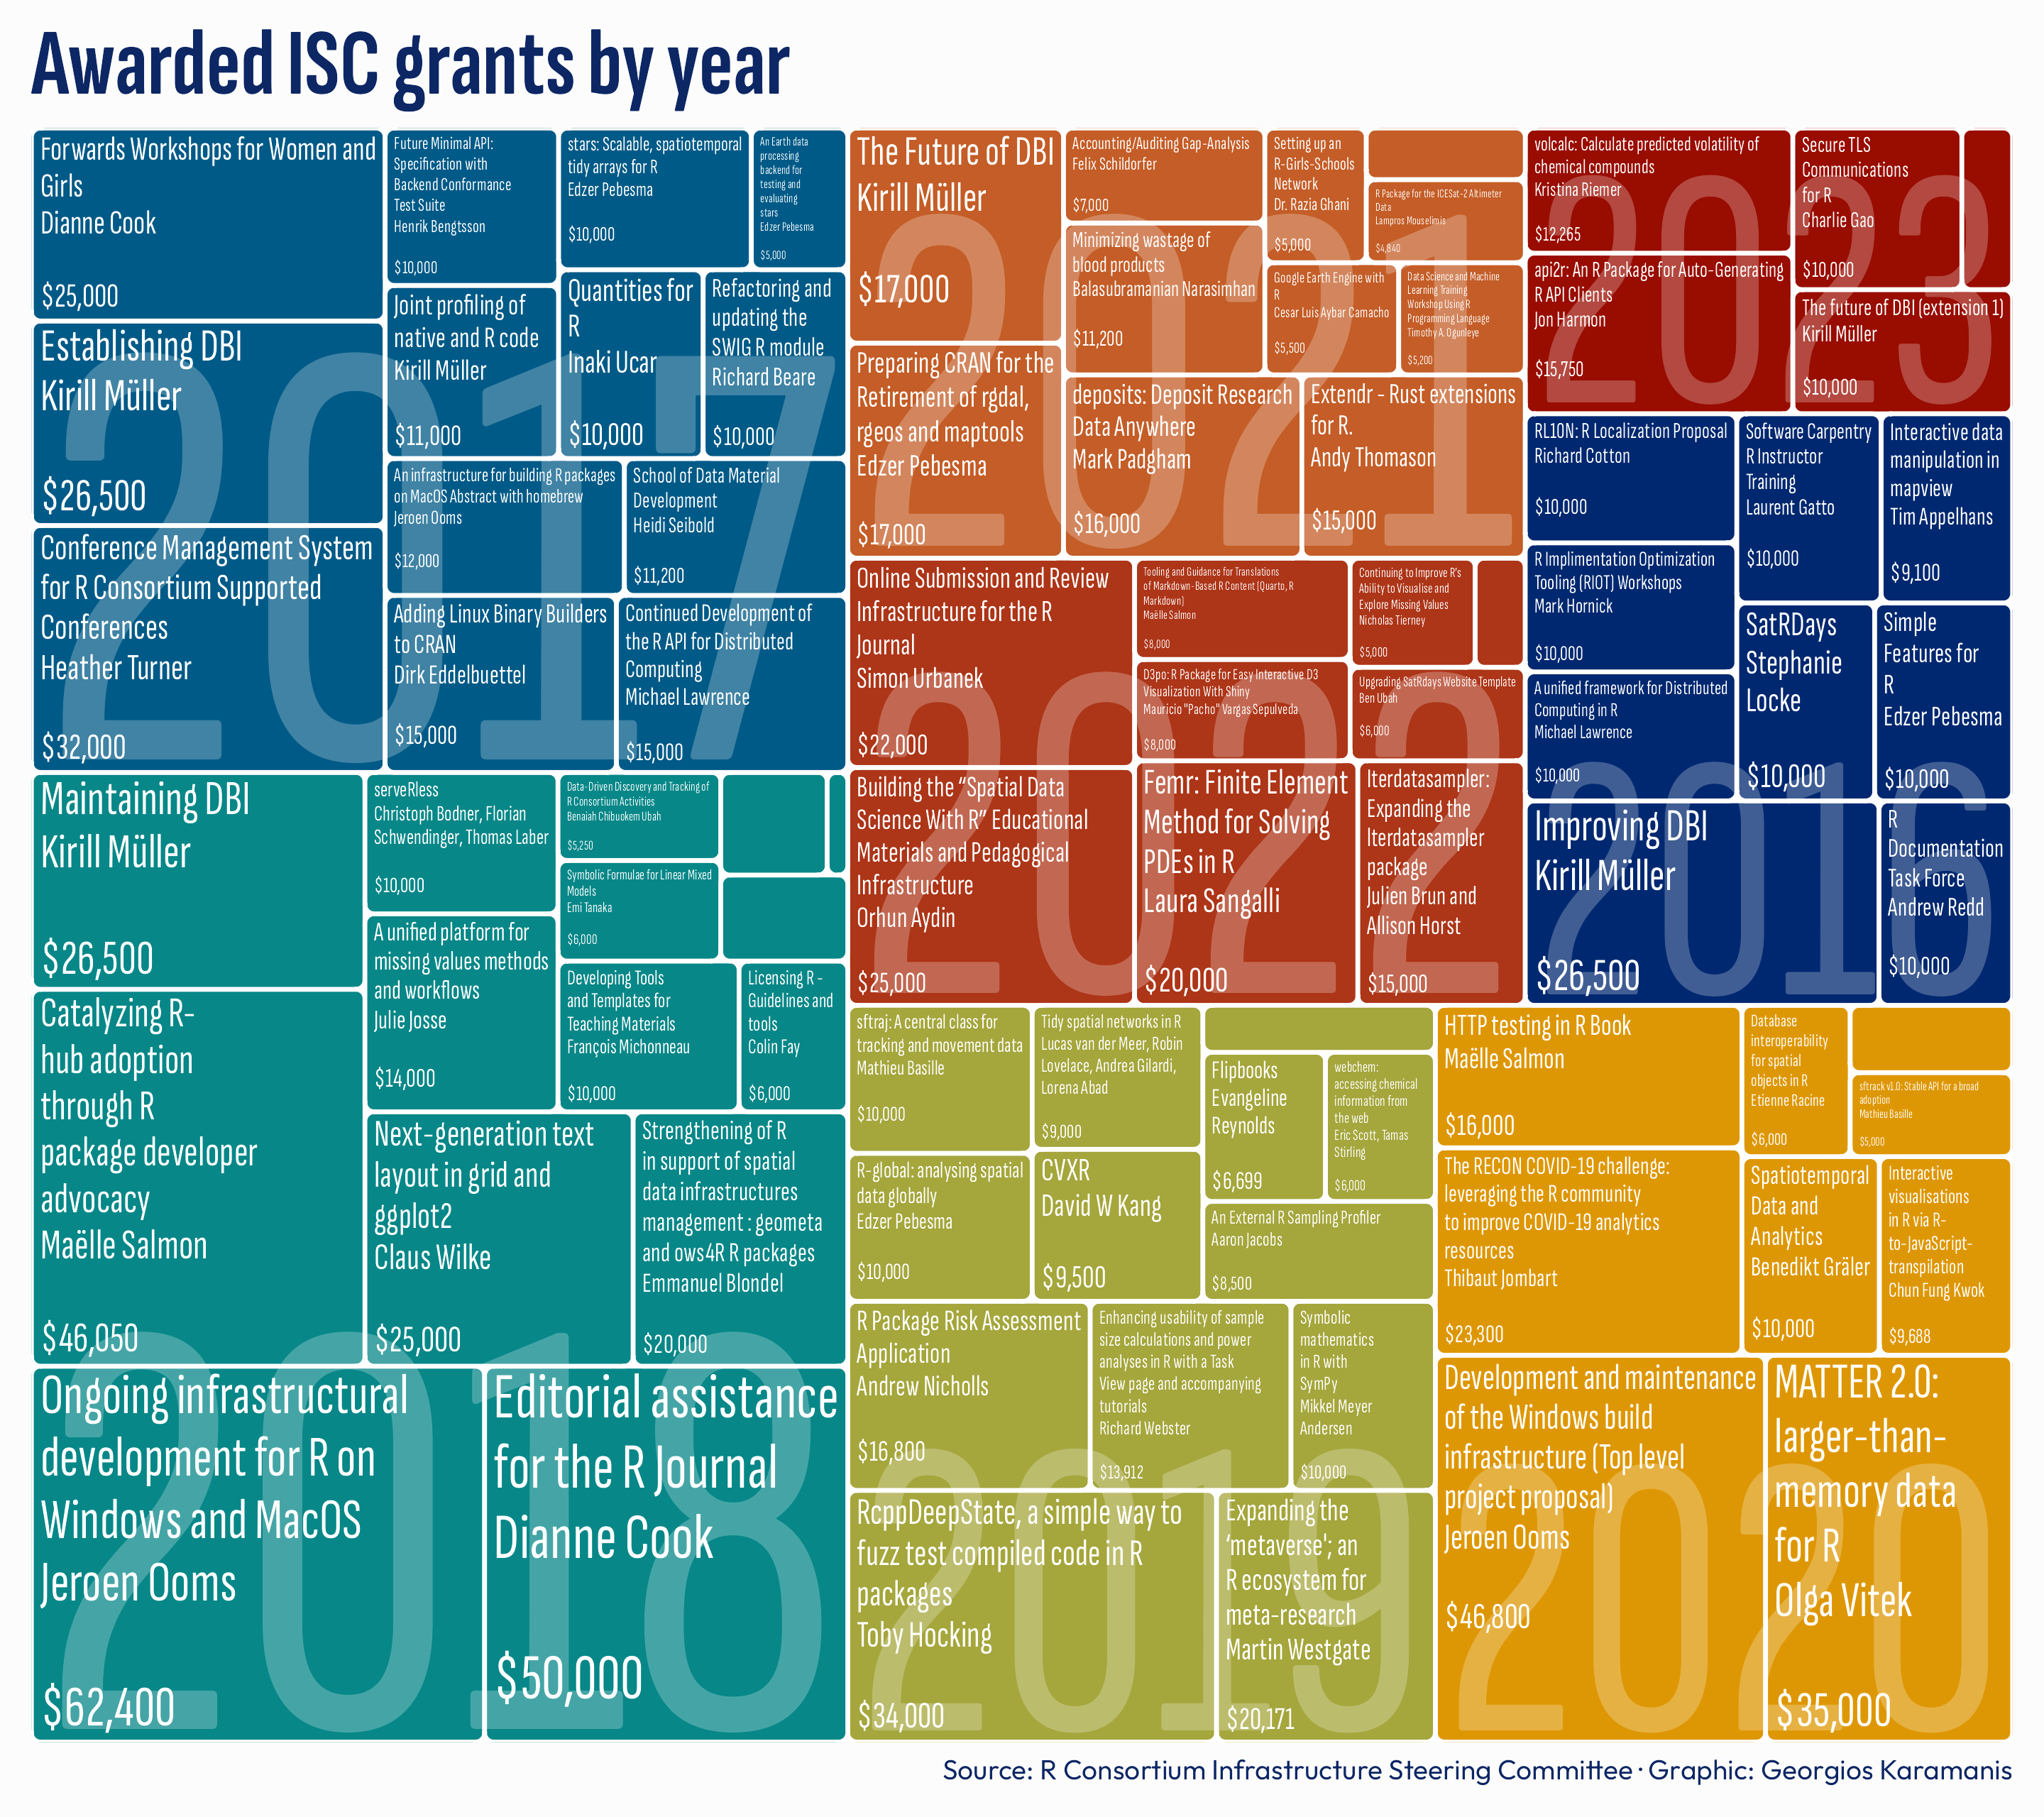 Awarded ISC grants by year
2017
Forwards Workshops for Women and
Girls
Dianne Cook
$25,000
Establishing DBI
Kirill Müller
$26,500
Conference Management System
for R Consortium Supported
Conferences
Heather Turner
$32,000
Future Minimal API:
Specification with
Backend Conformance
Test Suite
Henrik Bengtsson
$10,000
stars: Scalable, spatiotemporal
tidy arrays for R
Edzer Pebesma
$10,000
An Earth data
processing
backend for
testing and
evaluating
stars
Edzer Pebesma
$5,000
Joint profiling of
native and R code
Kirill Müller
$11,000
Quantities for
R
Inaki Ucar
$10,000
Refactoring and
updating the
SWIG R module
Richard Beare
$10,000
An infrastructure for building R packages
on MacOS Abstract with homebrew
Jeroen Ooms
$12,000
School of Data Material
Development
Heidi Seibold
$11,200
Adding Linux Binary Builders
to CRAN
Dirk Eddelbuettel
$15,000
Continued Development of
the R API for Distributed
Computing
Michael Lawrence
$15,000
2018
Maintaining DBI
Kirill Müller
$26,500
Catalyzing R-
hub adoption
through R
package developer
advocacy
Maëlle Salmon
$46,050
serveRless
Christoph Bodner, Florian
Schwendinger, Thomas Laber
$10,000
A unified platform for
missing values methods
and workflows
Julie Josse
$14,000
Data-Driven Discovery and Tracking of
R Consortium Activities
Benaiah Chibuokem Ubah
$5,250
Symbolic Formulae for Linear Mixed
Models
Emi Tanaka
$6,000
Developing Tools
and Templates for
Teaching Materials
François Michonneau
$10,000
Licensing R -
Guidelines and
tools
Colin Fay
$6,000
Next-generation text
layout in grid and
ggplot2
Claus Wilke
$25,000
Strengthening of R
in support of spatial
data infrastructures
management : geometa
and ows4R R packages
Emmanuel Blondel
$20,000
Ongoing infrastructural
development for R on
Windows and MacOS
Jeroen Ooms
$62,400
Editorial assistance
for the R Journal
Dianne Cook
$50,000
2021
The Future of DBI
Kirill Müller
$17,000
Preparing CRAN for the
Retirement of rgdal,
rgeos and maptools
Edzer Pebesma
$17,000
Accounting/Auditing Gap-Analysis
Felix Schildorfer
$7,000
Minimizing wastage of
blood products
Balasubramanian Narasimhan
$11,200
Setting up an
R-Girls-Schools
Network
Dr. Razia Ghani
$5,000
R Package for the ICESat-2 Altimeter
Data
Lampros Mouselimis
$4,840
Google Earth Engine with
R
Cesar Luis Aybar Camacho
$5,500
Data Science and Machine
Learning Training
Workshop Using R
Programming Language
Timothy A. Ogunleye
$5,200
deposits: Deposit Research
Data Anywhere
Mark Padgham
$16,000
Extendr - Rust extensions
for R.
Andy Thomason
$15,000
2022
Online Submission and Review
Infrastructure for the R
Journal
Simon Urbanek
$22,000
Building the “Spatial Data
Science With R” Educational
Materials and Pedagogical
Infrastructure
Orhun Aydin
$25,000
Tooling and Guidance for Translations
of Markdown-Based R Content (Quarto, R
Markdown)
Maëlle Salmon
$8,000
D3po: R Package for Easy Interactive D3
Visualization With Shiny
Mauricio "Pacho" Vargas Sepulveda
$8,000
Continuing to Improve R's
Ability to Visualise and
Explore Missing Values
Nicholas Tierney
$5,000
Upgrading SatRdays Website Template
Ben Ubah
$6,000
Femr: Finite Element
Method for Solving
PDEs in R
Laura Sangalli
$20,000
Iterdatasampler:
Expanding the
Iterdatasampler
package
Julien Brun and
Allison Horst
$15,000
2023
volcalc: Calculate predicted volatility of
chemical compounds
Kristina Riemer
$12,265
api2r: An R Package for Auto-Generating
R API Clients
Jon Harmon
$15,750
Secure TLS
Communications
for R
Charlie Gao
$10,000
The future of DBI (extension 1)
Kirill Müller
$10,000
2016
RL10N: R Localization Proposal
Richard Cotton
$10,000
R Implimentation Optimization
Tooling (RIOT) Workshops
Mark Hornick
$10,000
A unified framework for Distributed
Computing in R
Michael Lawrence
$10,000
Software Carpentry
R Instructor
Training
Laurent Gatto
$10,000
Interactive data
manipulation in
mapview
Tim Appelhans
$9,100
SatRDays
Stephanie
Locke
$10,000
Simple
Features for
R
Edzer Pebesma
$10,000
Improving DBI
Kirill Müller
$26,500
R
Documentation
Task Force
Andrew Redd
$10,000
2019
sftraj: A central class for
tracking and movement data
Mathieu Basille
$10,000
R-global: analysing spatial
data globally
Edzer Pebesma
$10,000
Tidy spatial networks in R
Lucas van der Meer, Robin
Lovelace, Andrea Gilardi,
Lorena Abad
$9,000
CVXR
David W Kang
$9,500
Flipbooks
Evangeline
Reynolds
$6,699
webchem:
accessing chemical
information from
the web
Eric Scott, Tamas
Stirling
$6,000
An External R Sampling Profiler
Aaron Jacobs
$8,500
R Package Risk Assessment
Application
Andrew Nicholls
$16,800
Enhancing usability of sample
size calculations and power
analyses in R with a Task
View page and accompanying
tutorials
Richard Webster
$13,912
Symbolic
mathematics
in R with
SymPy
Mikkel Meyer
Andersen
$10,000
RcppDeepState, a simple way to
fuzz test compiled code in R
packages
Toby Hocking
$34,000
Expanding the
‘metaverse'; an
R ecosystem for
meta-research
Martin Westgate
$20,171
2020
HTTP testing in R Book
Maëlle Salmon
$16,000
The RECON COVID-19 challenge:
leveraging the R community
to improve COVID-19 analytics
resources
Thibaut Jombart
$23,300
Database
interoperability
for spatial
objects in R
Etienne Racine
$6,000
sftrack v1.0: Stable API for a broad
adoption
Mathieu Basille
$5,000
Spatiotemporal
Data and
Analytics
Benedikt Gräler
$10,000
Interactive
visualisations
in R via R-
to-JavaScript-
transpilation
Chun Fung Kwok
$9,688
Development and maintenance
of the Windows build
infrastructure (Top level
project proposal)
Jeroen Ooms
$46,800
MATTER 2.0:
larger-than-
memory data
for R
Olga Vitek
$35,000
Source: R Consortium Infrastructure Steering Committee · Graphic: Georgios Karamanis